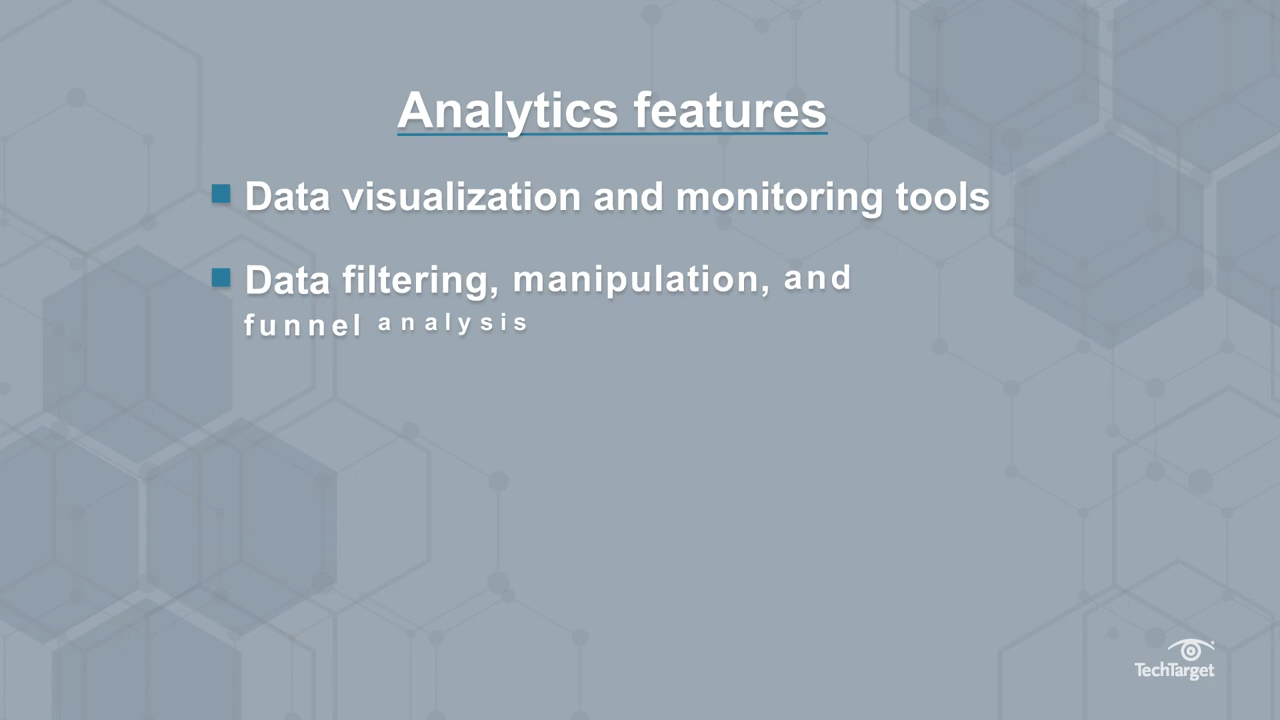 Analytics features
Data visualization and monitoring tools
Data filtering, manipulation, and
funnel analysis
TechTarget